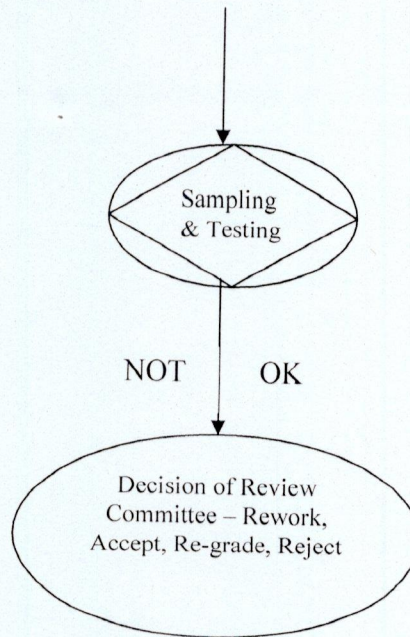 Sampling
& Testing
NOT OK
Decision of Review
Committee – Rework,
Accept, Re-grade, Reject